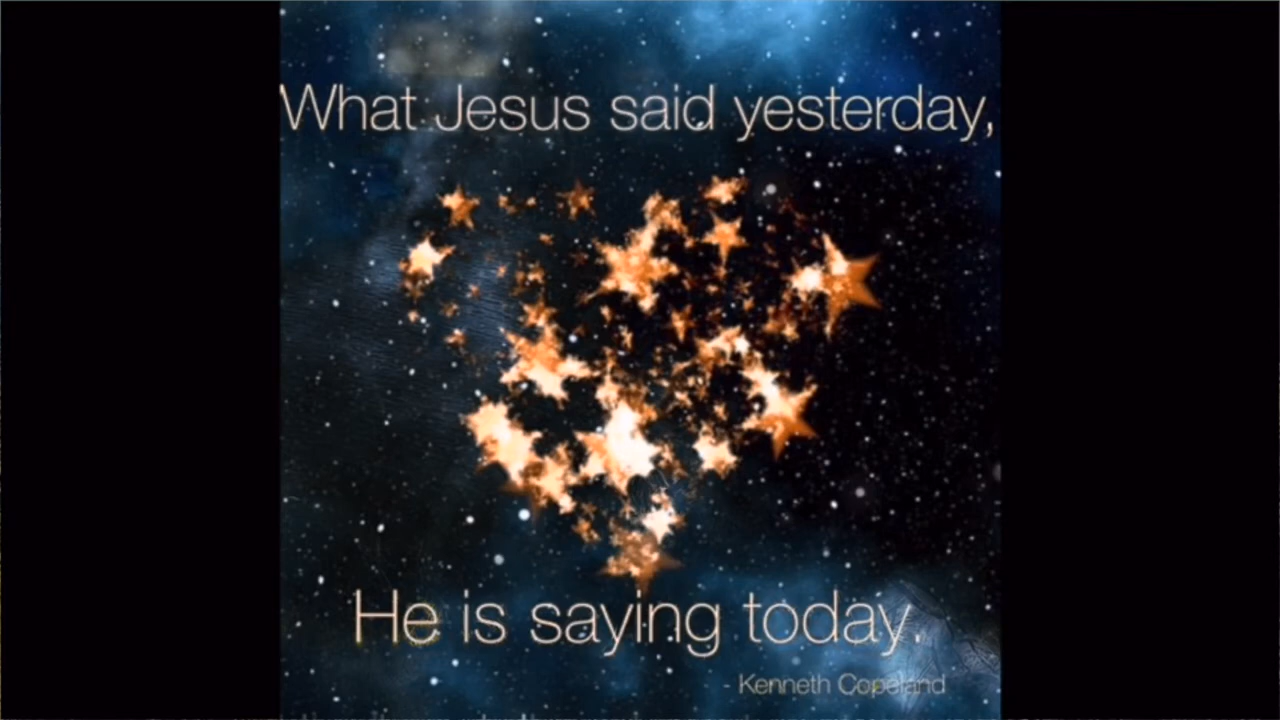 What Jesus said yesterday,
He is saying today.
- Kenneth Copeland